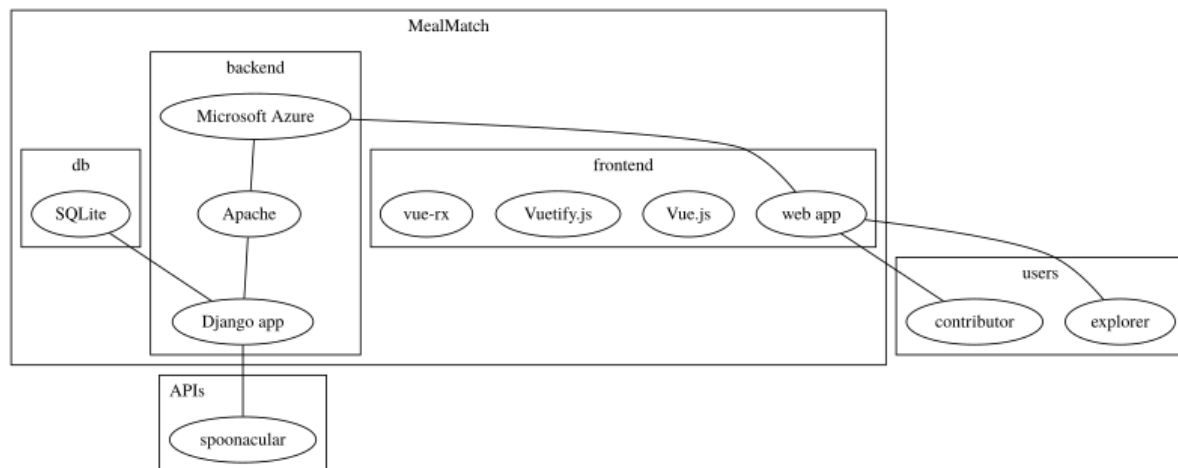 MealMatch
backend
Microsoft Azure
db
frontend
SQLite
Apache
vue-rx
Vuetify.js
Vue.js
web app
users
Django app
contributor
explorer
APIs
spoonacular